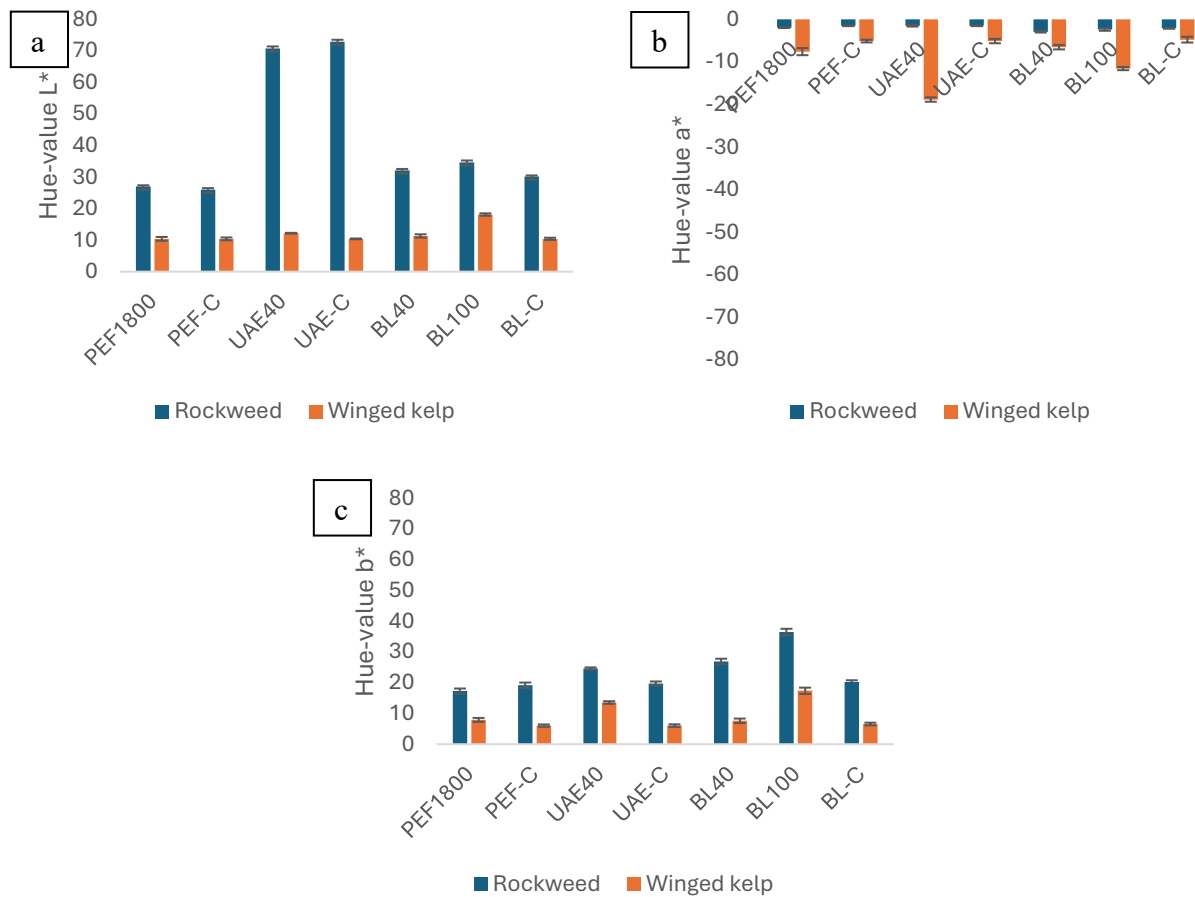 a
Hue-value L*
80
70
60
50
40
30
20
10
0
PEF1800
PEF-C
UAE40
UAE-C
BL40
BL100
BL-C
Rockweed
Winged kelp
b
Hue-value a*
0
-10
-20
-30
-40
-50
-60
-70
-80
PEF1800
PEF-C
UAE40
UAE-C
BL40
BL100
BL-C
Rockweed
Winged kelp
c
Hue-value b*
80
70
60
50
40
30
20
10
0
PEF1800
PEF-C
UAE40
UAE-C
BL40
BL100
BL-C
Rockweed
Winged kelp